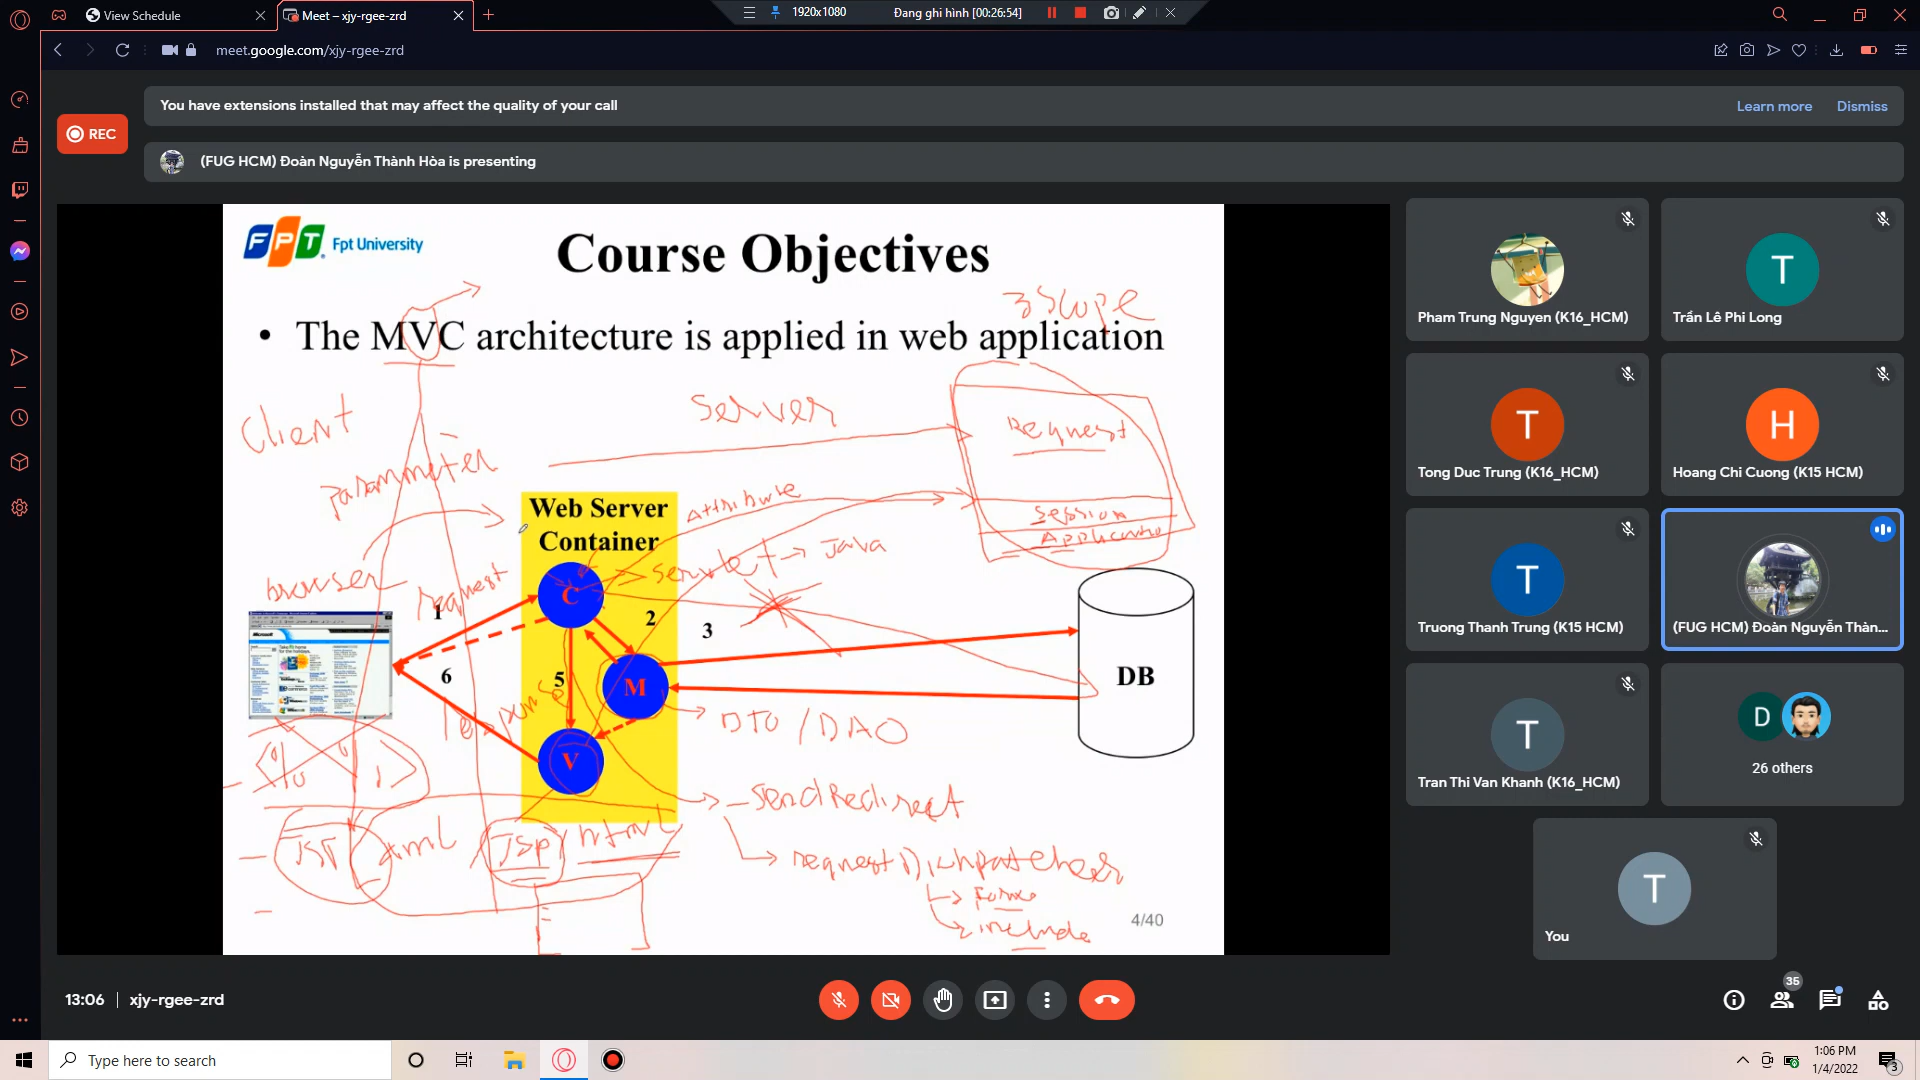 View Schedule
Meet – xjy-rgee-zrd
1920x1080
Đang ghi hình [00:26:54]
meet.google.com/xjy-rgee-zrd
You have extensions installed that may affect the quality of your call
Learn more
Dismiss
REC
(FUG HCM) Đoàn Nguyễn Thành Hòa is presenting
FPT Fpt University
Course Objectives
3 Scope
• The MVC architecture is applied in web application
Client
Server
Request
parammeter
Attribute
Session
Web Server
Container
Servlet → Java
browser
request
C
1
2
3
6
5
M
DB
response
DTO / DAO
V
- sendRedirect
xml
JSP / html
include
4/40
Pham Trung Nguyen (K16_HCM)
T
Trần Lê Phi Long
T
Tong Duc Trung (K16_HCM)
H
Hoang Chi Cuong (K15 HCM)
T
Truong Thanh Trung (K15 HCM)
(FUG HCM) Đoàn Nguyễn Thàn...
T
Tran Thi Van Khanh (K16_HCM)
D
26 others
T
You
13:06 | xjy-rgee-zrd
35
Type here to search
1:06 PM
1/4/2022
3